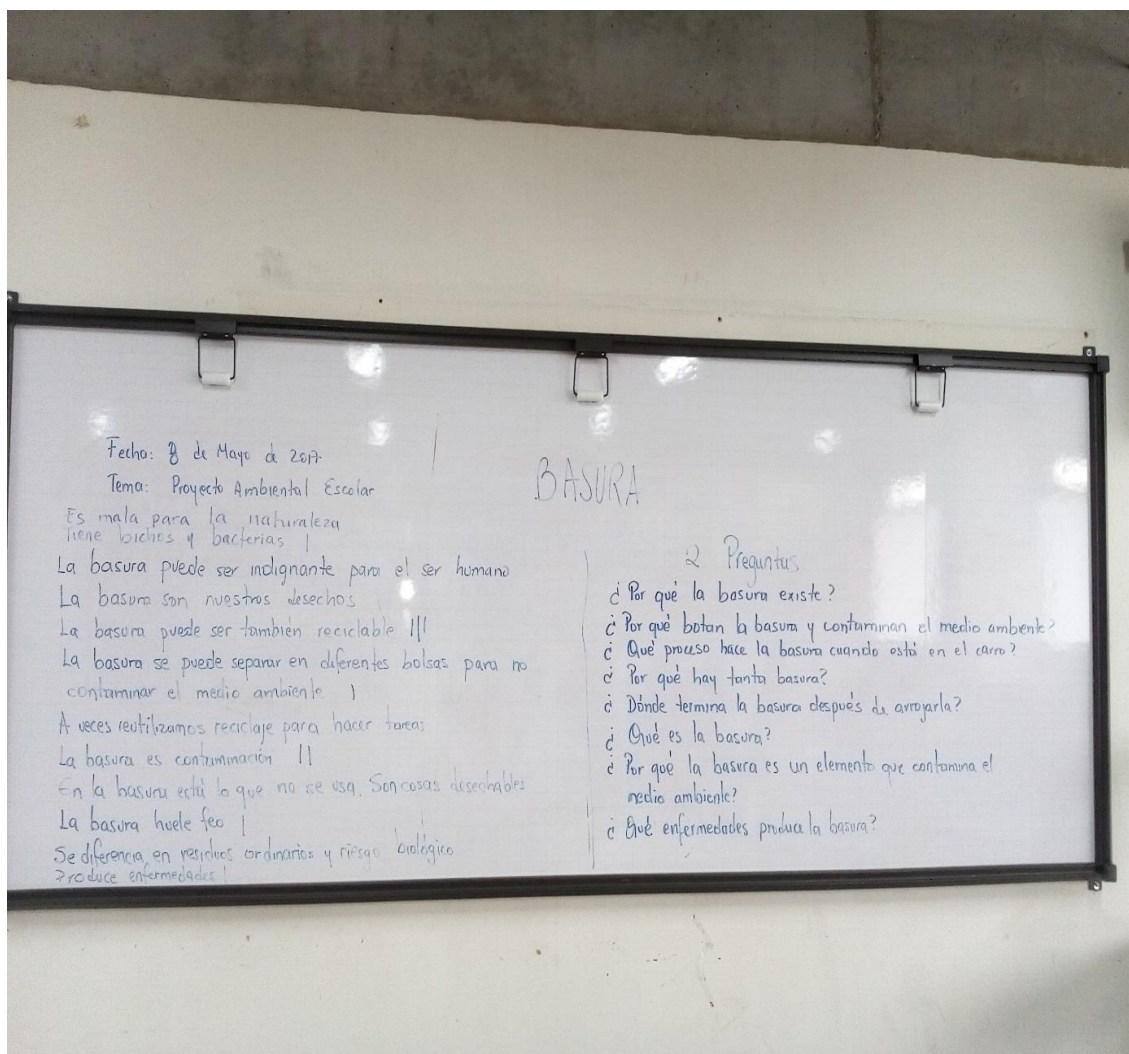 Fecha: 8 de Mayo de 2017.
Tema: Proyecto Ambiental Escolar
BASURA
Es mala para la naturaleza
Tiene bichos y bacterias |
La basura puede ser indignante para el ser humano
La basura son nuestros desechos
La basura puede ser también reciclable |||
La basura se puede separar en diferentes bolsas para no
contaminar el medio ambiente |
A veces reutilizamos reciclaje para hacer tareas
La basura es contaminación ||
En la basura está lo que no se usa. Son cosas desechables
La basura huele feo |
Se diferencia en residuos ordinarios y riesgo biológico
Produce enfermedades |
2 Preguntas
¿Por qué la basura existe?
¿Por qué botan la basura y contaminan el medio ambiente?
¿Qué proceso hace la basura cuando está en el carro?
¿Por qué hay tanta basura?
¿Dónde termina la basura después de arrojarla?
¿Qué es la basura?
¿Por qué la basura es un elemento que contamina el
medio ambiente?
¿Qué enfermedades produce la basura?